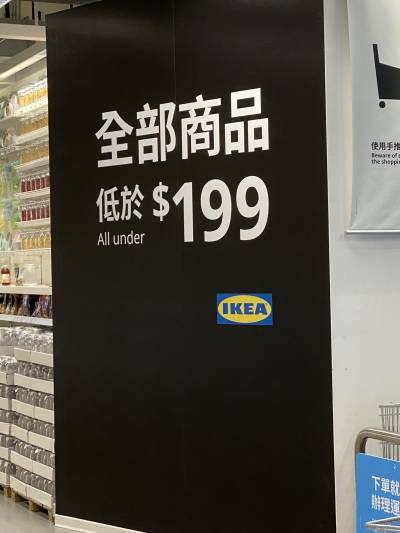 全部商品
低於 $199
All under
IKEA
使用手推
Beware of
the shoppin
下單就
辦理運